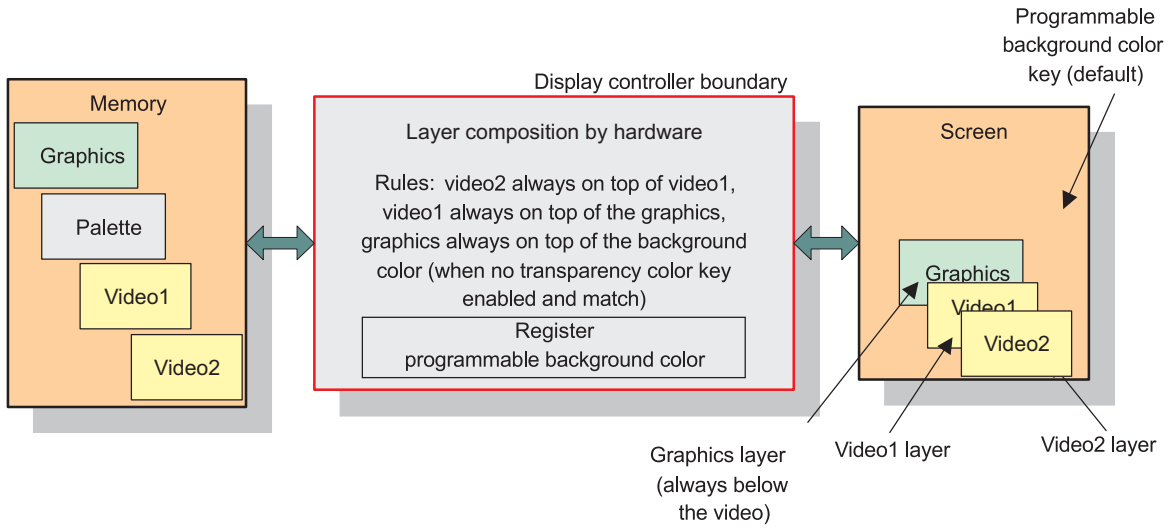 Programmable
background color
key (default)
Display controller boundary
Memory
Graphics
Palette
Video1
Video2
Layer composition by hardware
Rules: video2 always on top of video1,
video1 always on top of the graphics,
graphics always on top of the background
color (when no transparency color key
enabled and match)
Register
programmable background color
Screen
Graphics
Video1
Video2
Graphics layer
(always below
the video)
Video1 layer
Video2 layer